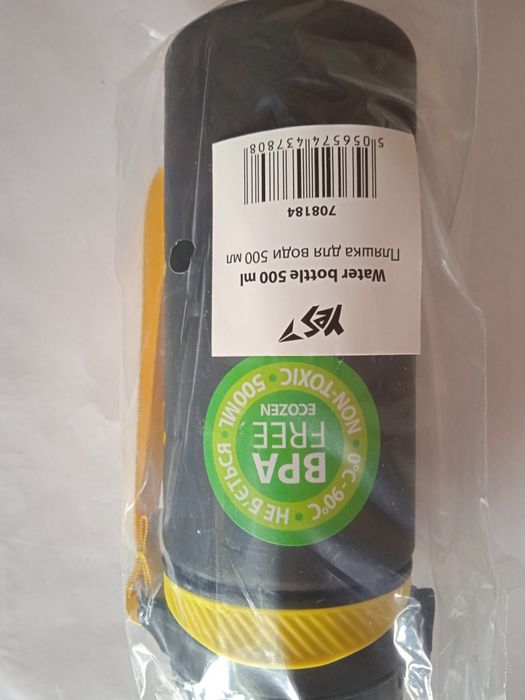 BPA
FREE
ECOZEN
0°C - 90°C • НЕ Б'ЄТЬСЯ • 500ML • NON-TOXIC •
YES
Water bottle 500 ml
Пляшка для води 500 мл
708184
5 056574 437808